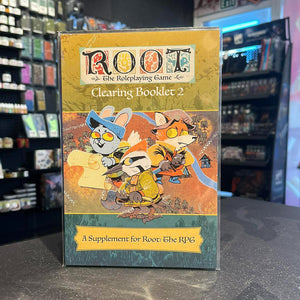 ROOT
The Roleplaying Game
Clearing Booklet 2
A Supplement for Root: The RPG